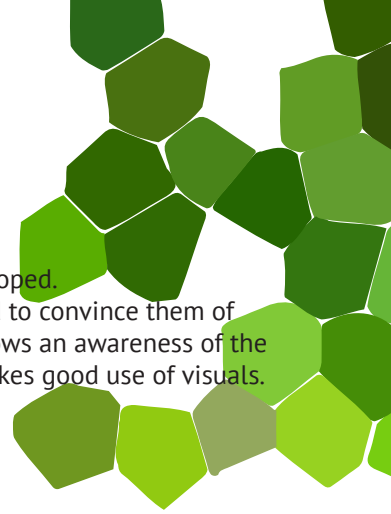 oped.
to convince them of
ws an awareness of the
kes good use of visuals.